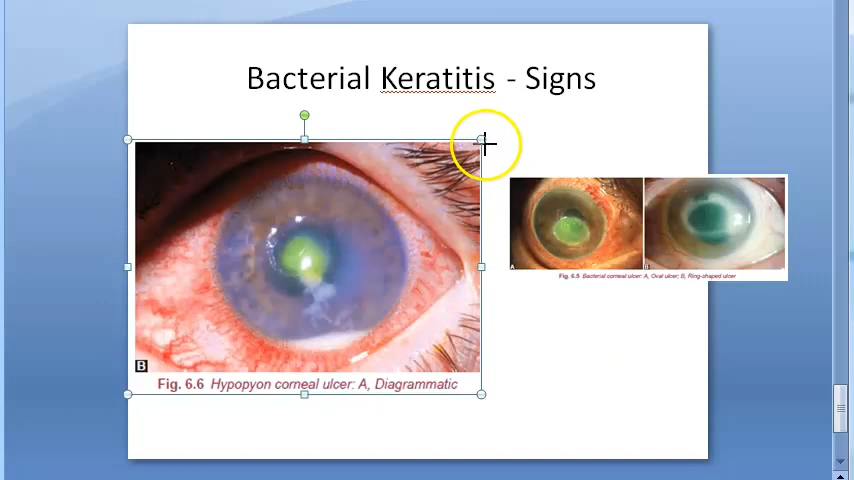 Bacterial Keratitis - Signs
B
Fig. 6.6 Hypopyon corneal ulcer: A, Diagrammatic
A
B
Fig. 6.5 Bacterial corneal ulcer: A, Oval ulcer; B, Ring-shaped ulcer